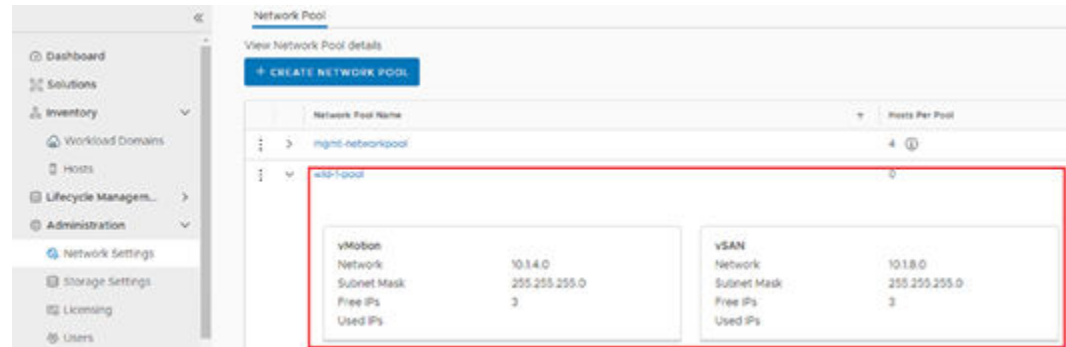 «
Network Pool
View Network Pool details
+ CREATE NETWORK POOL
Dashboard
Solutions
Inventory
Workload Domains
Hosts
Lifecycle Managem...
Administration
Network Settings
Storage Settings
Licensing
Users
Network Pool Name
Hosts Per Pool
mgmt-networkpool
4
wld-1-pool
0
vMotion
Network 10.1.4.0
Subnet Mask 255.255.255.0
Free IPs 3
Used IPs
vSAN
Network 10.1.8.0
Subnet Mask 255.255.255.0
Free IPs 3
Used IPs